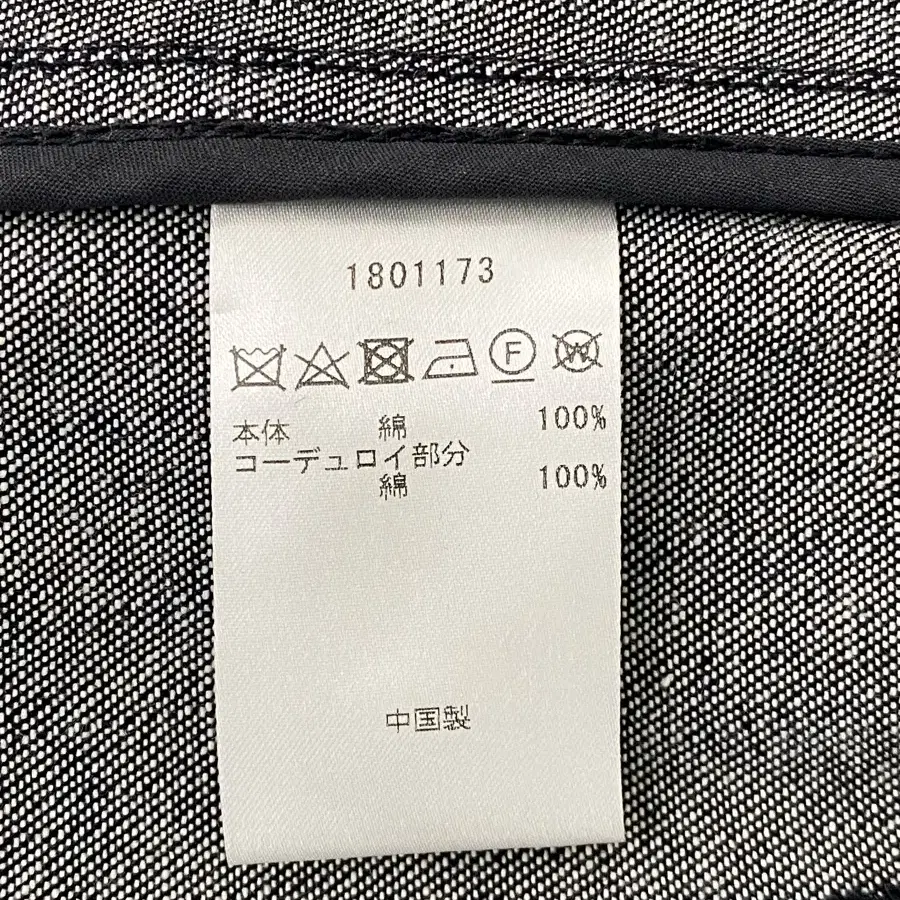 1801173
F W
本体 綿 100%
コーデュロイ部分
綿 100%
中国製